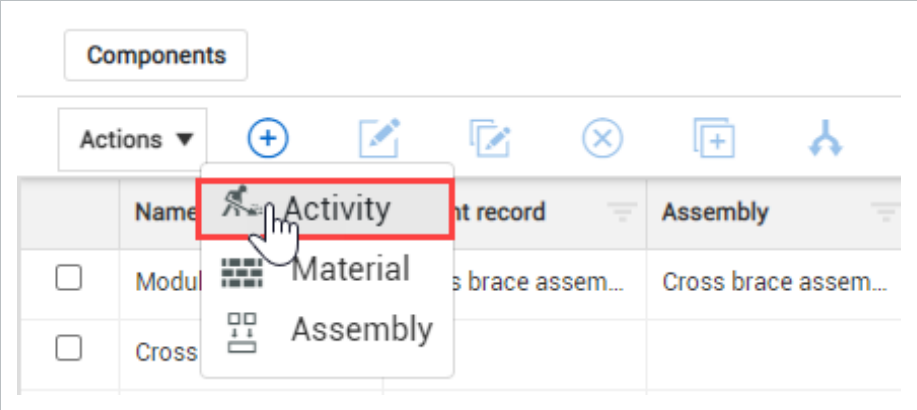 Components
Actions
Name
nt record
Assembly
Activity
Modul
s brace assem...
Cross brace assem...
Material
Cross
Assembly